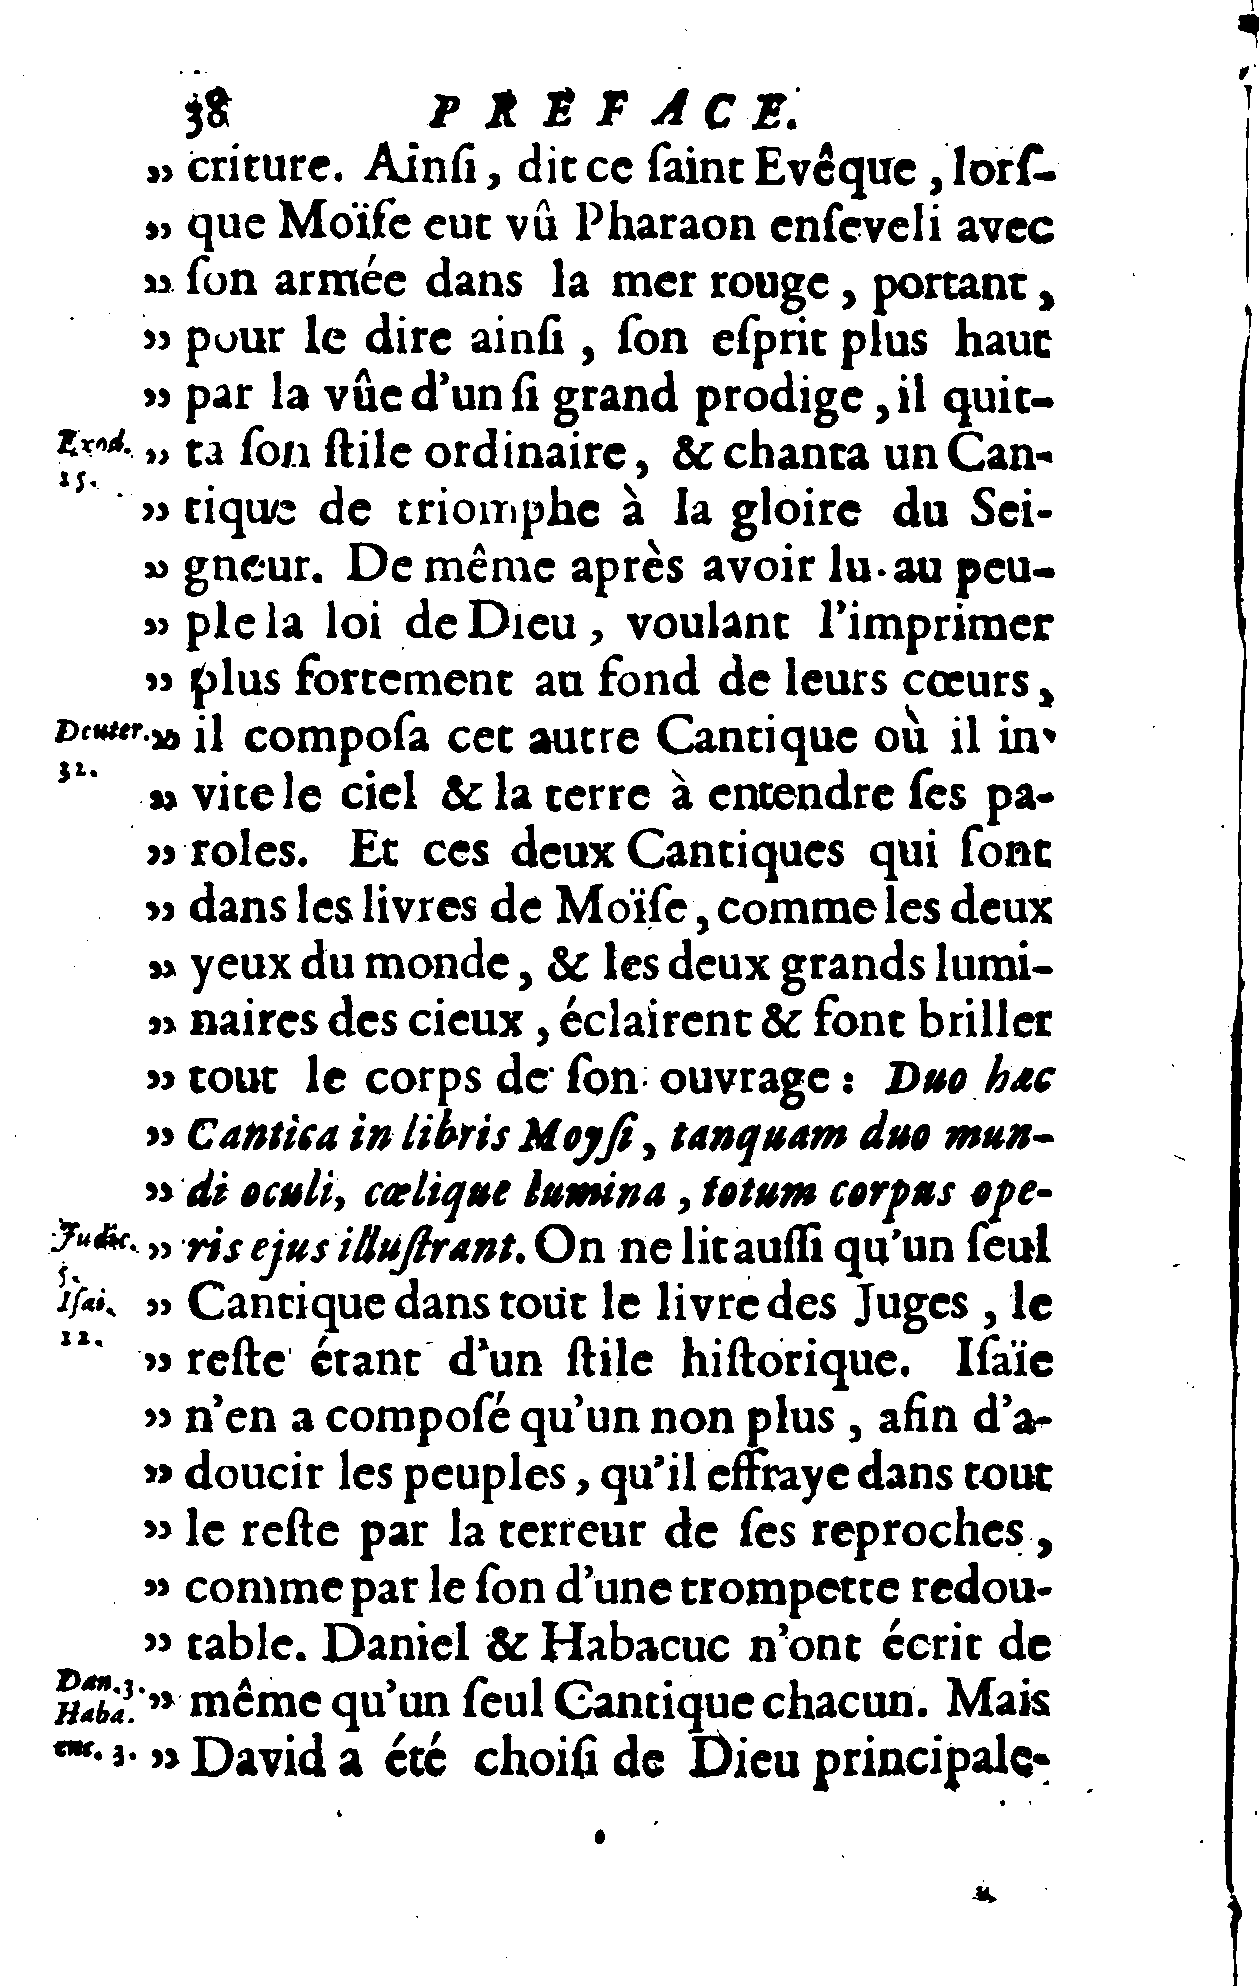 38 PREFACE.
„ criture. Ainſi, dit ce ſaint Evêque, lorſ-
„ que Moïſe eut vû Pharaon enſeveli avec
„ ſon armée dans la mer rouge, portant,
„ pour le dire ainſi, ſon eſprit plus haut
„ par la vûe d'un ſi grand prodige, il quit-
Exod. 15. „ ta ſon ſtile ordinaire, & chanta un Can-
„ tique de triomphe à la gloire du Sei-
„ gneur. De même après avoir lu au peu-
„ ple la loi de Dieu, voulant l'imprimer
„ plus fortement au fond de leurs cœurs,
Deuter. 32. „ il compoſa cet autre Cantique où il in-
„ vite le ciel & la terre à entendre ſes pa-
„ roles. Et ces deux Cantiques qui ſont
„ dans les livres de Moïſe, comme les deux
„ yeux du monde, & les deux grands lumi-
„ naires des cieux, éclairent & font briller
„ tout le corps de ſon ouvrage : Duo hæc
„ Cantica in libris Moyſi, tanquam duo mun-
„ di oculi, cœlique lumina, totum corpus ope-
Judic. 5. „ ris ejus illuſtrant. On ne lit auſſi qu'un ſeul
Iſai. 12. „ Cantique dans tout le livre des Juges, le
„ reſte étant d'un ſtile hiſtorique. Iſaïe
„ n'en a compoſé qu'un non plus, afin d'a-
„ doucir les peuples, qu'il effraye dans tout
„ le reſte par la terreur de ſes reproches,
„ comme par le ſon d'une trompette redou-
„ table. Daniel & Habacuc n'ont écrit de
Dan. 3. Haba- „ même qu'un ſeul Cantique chacun. Mais
cuc. 3. „ David a été choiſi de Dieu principale-